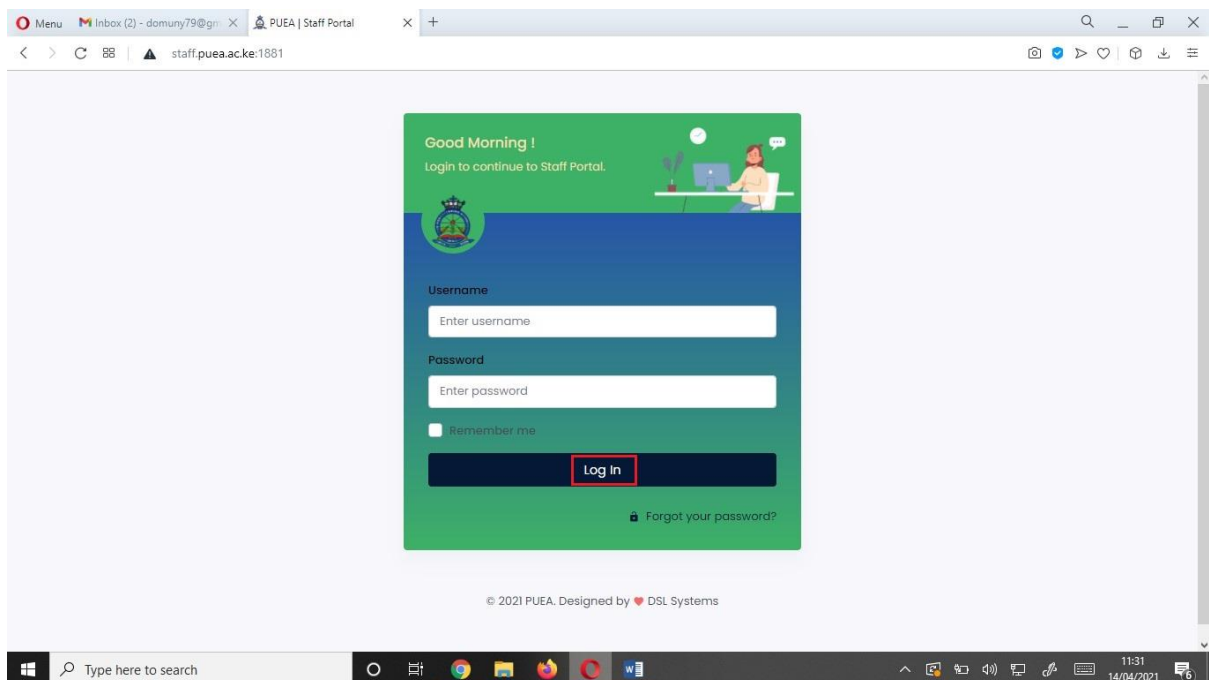 Menu Inbox (2) - domuny79@gm PUEA | Staff Portal
staff.puea.ac.ke:1881
Good Morning !
Login to continue to Staff Portal.
Username
Enter username
Password
Enter password
Remember me
Log In
Forgot your password?
© 2021 PUEA. Designed by ❤ DSL Systems
Type here to search
11:31
14/04/2021
6